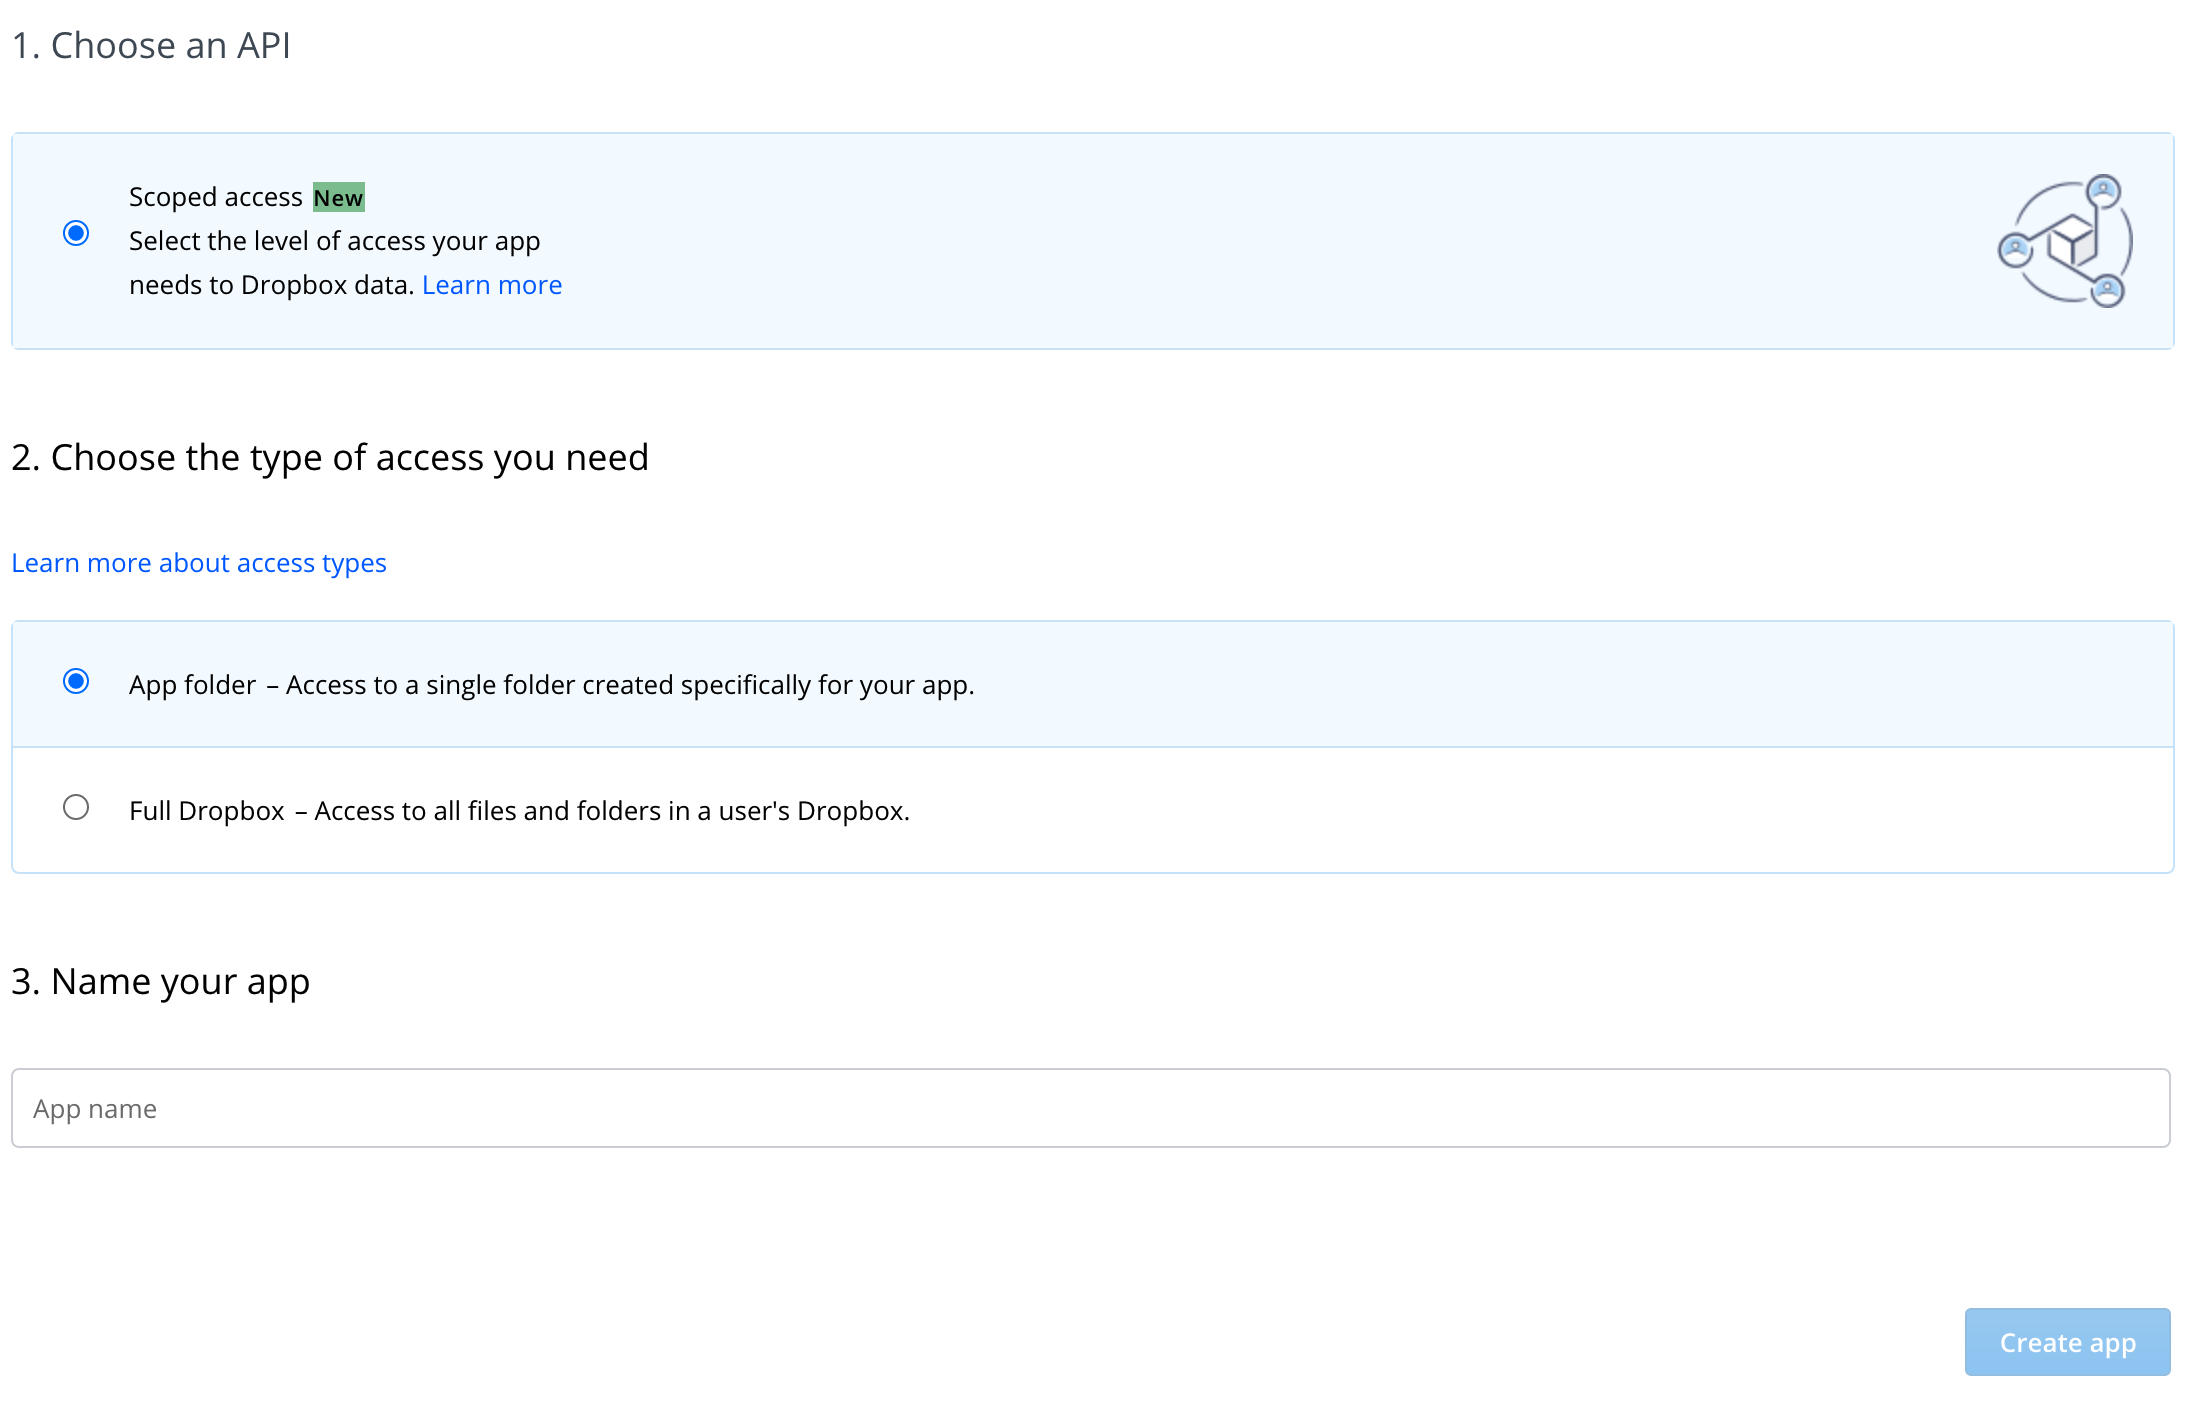 1. Choose an API
Scoped access New
Select the level of access your app
needs to Dropbox data. Learn more
2. Choose the type of access you need
Learn more about access types
App folder – Access to a single folder created specifically for your app.
Full Dropbox – Access to all files and folders in a user's Dropbox.
3. Name your app
App name
Create app